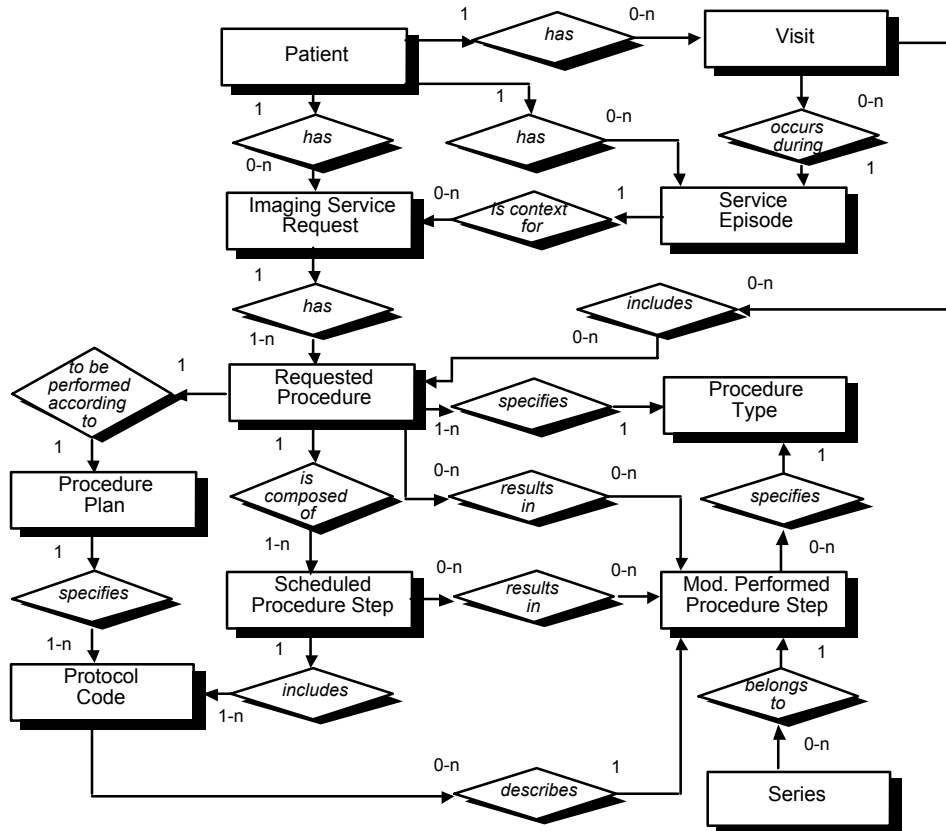 1
has
0-n
Visit
Patient
1
has
0-n
1
has
0-n
0-n
occurs
during
1
Imaging Service
Request
0-n
is context
for
1
Service
Episode
1
has
1-n
includes
0-n
0-n
to be
performed
according
to
1
1
Requested
Procedure
1-n
specifies
1
Procedure
Type
1
is
composed
of
1-n
0-n
results
in
0-n
1
specifies
0-n
Procedure
Plan
1
specifies
1-n
Scheduled
Procedure Step
0-n
results
in
0-n
Mod. Performed
Procedure Step
1
includes
1-n
Protocol
Code
1
belongs
to
0-n
0-n
describes
1
Series